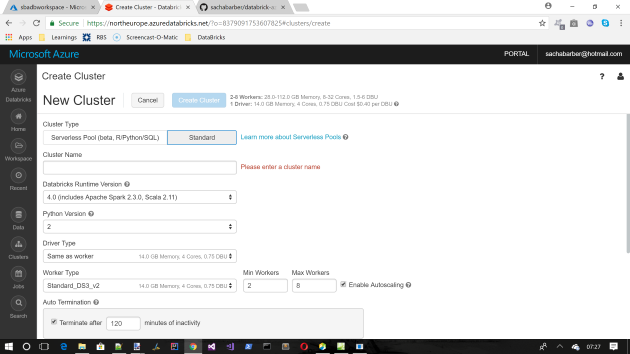 sbadbworkspace - Micros
Create Cluster - Databri
sachabarber/databrick-a
Secure
https://northeurope.azuredatabricks.net/?o=8379091753607825#clusters/create
Apps
Learnings
RBS
Screencast-O-Matic
DataBricks
Microsoft Azure
PORTAL
sachabarber@hotmail.com
Azure
Databricks
Home
Workspace
Recent
Data
Clusters
Jobs
Search
Create Cluster
New Cluster
Cancel
Create Cluster
2-8 Workers: 28.0-112.0 GB Memory, 8-32 Cores, 1.5-6 DBU
1 Driver: 14.0 GB Memory, 4 Cores, 0.75 DBU Cost $0.40 per DBU
Cluster Type
Serverless Pool (beta, R/Python/SQL)
Standard
Learn more about Serverless Pools
Cluster Name
Please enter a cluster name
Databricks Runtime Version
4.0 (includes Apache Spark 2.3.0, Scala 2.11)
Python Version
2
Driver Type
Same as worker
14.0 GB Memory, 4 Cores, 0.75 DBU
Worker Type
Min Workers
Max Workers
Standard_DS3_v2
14.0 GB Memory, 4 Cores, 0.75 DBU
2
8
Enable Autoscaling
Auto Termination
Terminate after
120
minutes of inactivity
07:27